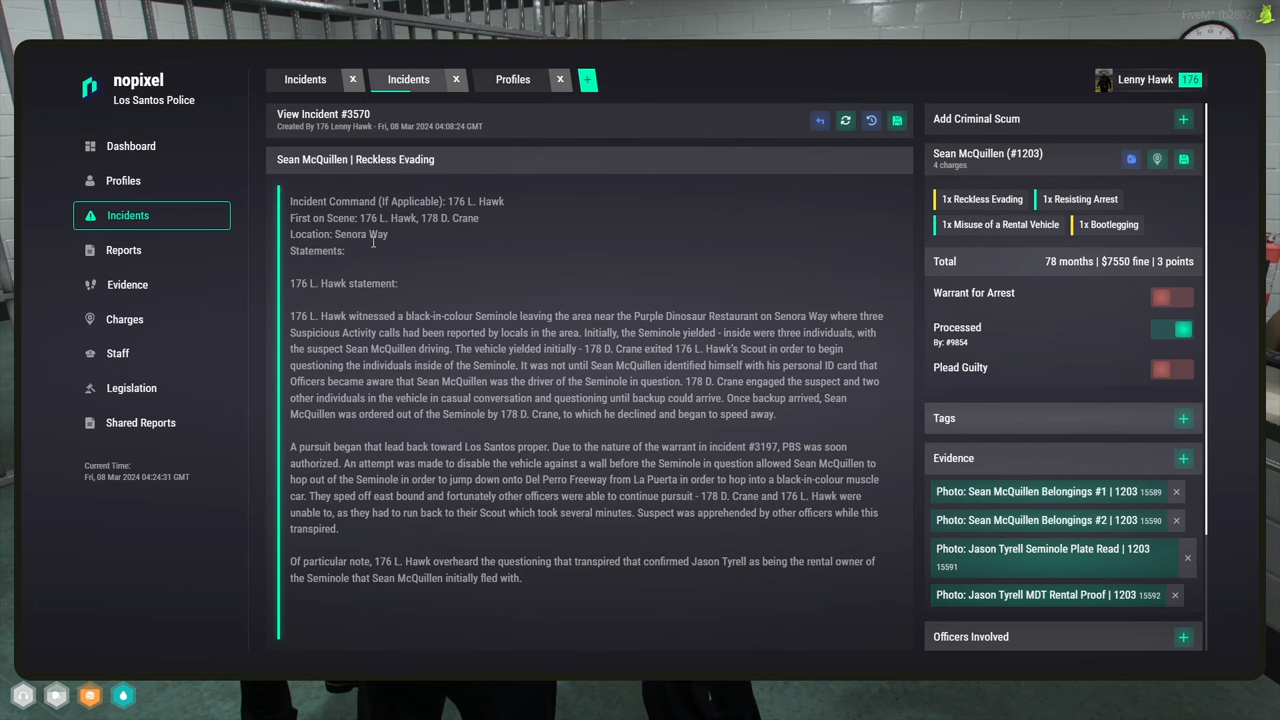 FiveM® (b2802)
nopixel
Los Santos Police
Incidents x
Incidents x
Profiles x
+
Lenny Hawk 176
Dashboard
Profiles
Incidents
Reports
Evidence
Charges
Staff
Legislation
Shared Reports
Current Time:
Fri, 08 Mar 2024 04:24:31 GMT
View Incident #3570
Created By 176 Lenny Hawk - Fri, 08 Mar 2024 04:08:24 GMT
Sean McQuillen | Reckless Evading
Incident Command (If Applicable): 176 L. Hawk
First on Scene: 176 L. Hawk, 178 D. Crane
Location: Senora Way
Statements:
176 L. Hawk statement:
176 L. Hawk witnessed a black-in-colour Seminole leaving the area near the Purple Dinosaur Restaurant on Senora Way where three
Suspicious Activity calls had been reported by locals in the area. Initially, the Seminole yielded - inside were three individuals, with
the suspect Sean McQuillen driving. The vehicle yielded initially - 178 D. Crane exited 176 L. Hawk's Scout in order to begin
questioning the individuals inside of the Seminole. It was not until Sean McQuillen identified himself with his personal ID card that
Officers became aware that Sean McQuillen was the driver of the Seminole in question. 178 D. Crane engaged the suspect and two
other individuals in the vehicle in casual conversation and questioning until backup could arrive. Once backup arrived, Sean
McQuillen was ordered out of the Seminole by 178 D. Crane, to which he declined and began to speed away.
A pursuit began that lead back toward Los Santos proper. Due to the nature of the warrant in incident #3197, PBS was soon
authorized. An attempt was made to disable the vehicle against a wall before the Seminole in question allowed Sean McQuillen to
hop out of the Seminole in order to jump down onto Del Perro Freeway from La Puerta in order to hop into a black-in-colour muscle
car. They sped off east bound and fortunately other officers were able to continue pursuit - 178 D. Crane and 176 L. Hawk were
unable to, as they had to run back to their Scout which took several minutes. Suspect was apprehended by other officers while this
transpired.
Of particular note, 176 L. Hawk overheard the questioning that transpired that confirmed Jason Tyrell as being the rental owner of
the Seminole that Sean McQuillen initially fled with.
Add Criminal Scum +
Sean McQuillen (#1203)
4 charges
1x Reckless Evading
1x Resisting Arrest
1x Misuse of a Rental Vehicle
1x Bootlegging
Total 78 months | $7550 fine | 3 points
Warrant for Arrest
Processed
By: #9854
Plead Guilty
Tags +
Evidence +
Photo: Sean McQuillen Belongings #1 | 1203 15589 ×
Photo: Sean McQuillen Belongings #2 | 1203 15590 ×
Photo: Jason Tyrell Seminole Plate Read | 1203
15591 ×
Photo: Jason Tyrell MDT Rental Proof | 1203 15592 ×
Officers Involved +